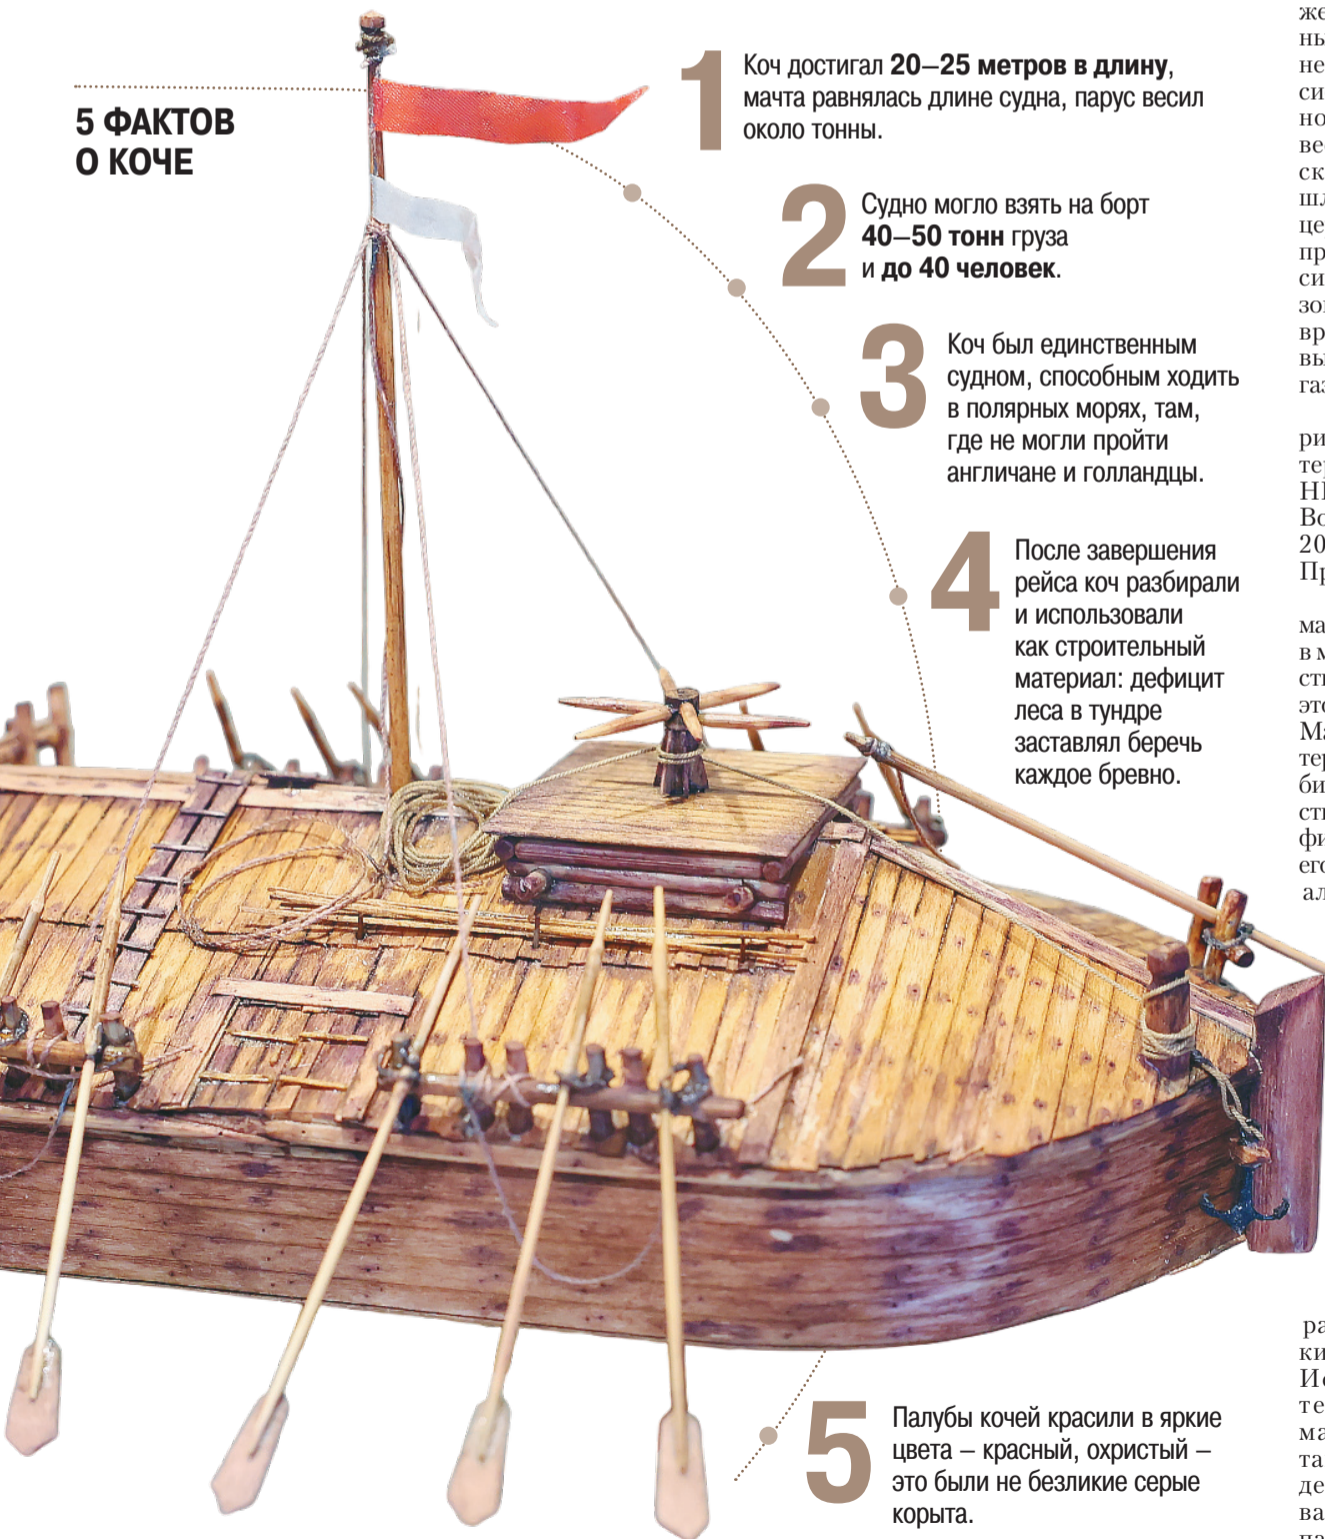 5 ФАКТОВ
О КОЧЕ
1
Коч достигал 20–25 метров в длину,
мачта равнялась длине судна, парус весил
около тонны.
2
Судно могло взять на борт
40–50 тонн груза
и до 40 человек.
3
Коч был единственным
судном, способным ходить
в полярных морях, там,
где не могли пройти
англичане и голландцы.
4
После завершения
рейса коч разбирали
и использовали
как строительный
материал: дефицит
леса в тундре
заставлял беречь
каждое бревно.
5
Палубы кочей красили в яркие
цвета – красный, охристый –
это были не безликие серые
корыта.